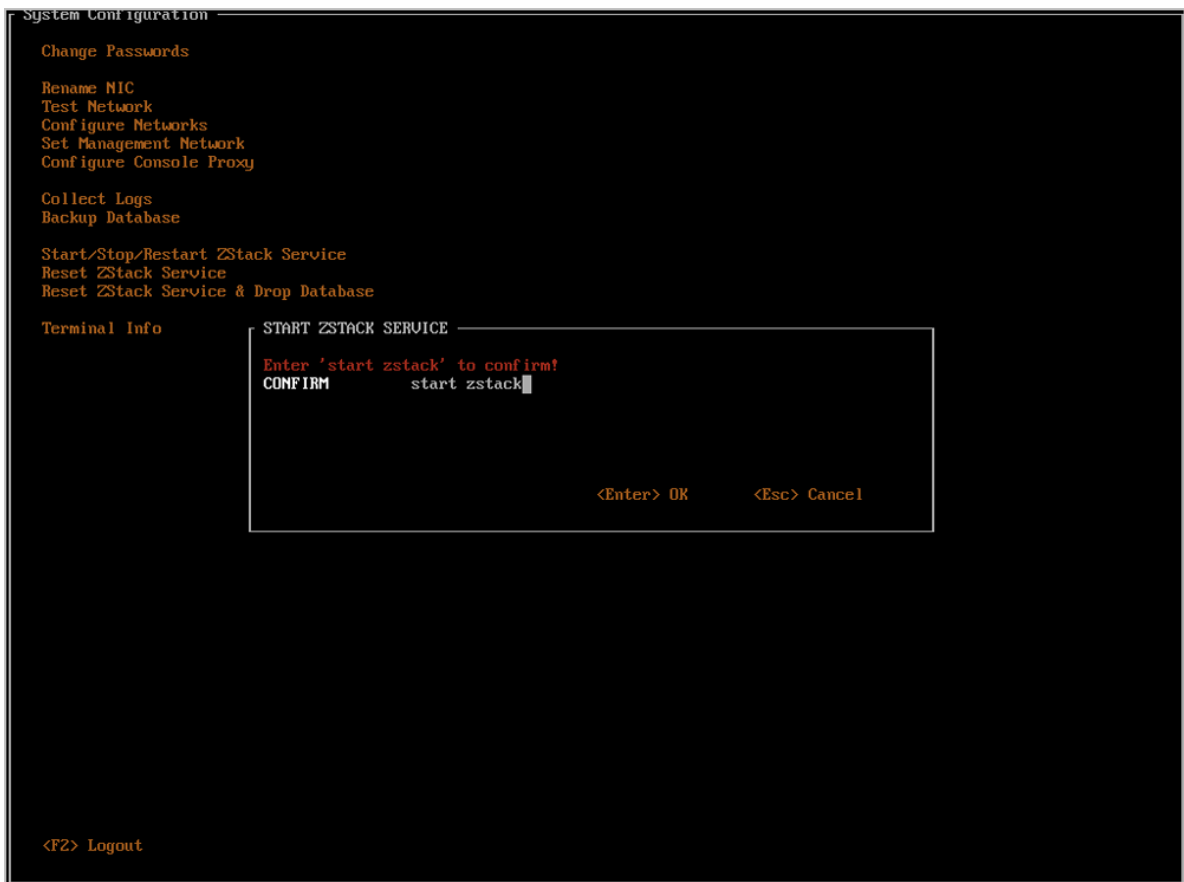 System Configuration
Change Passwords
Rename NIC
Test Network
Configure Networks
Set Management Network
Configure Console Proxy
Collect Logs
Backup Database
Start/Stop/Restart ZStack Service
Reset ZStack Service
Reset ZStack Service & Drop Database
Terminal Info
START ZSTACK SERVICE
Enter 'start zstack' to confirm!
CONFIRM start zstack
<Enter> OK <Esc> Cancel
<F2> Logout